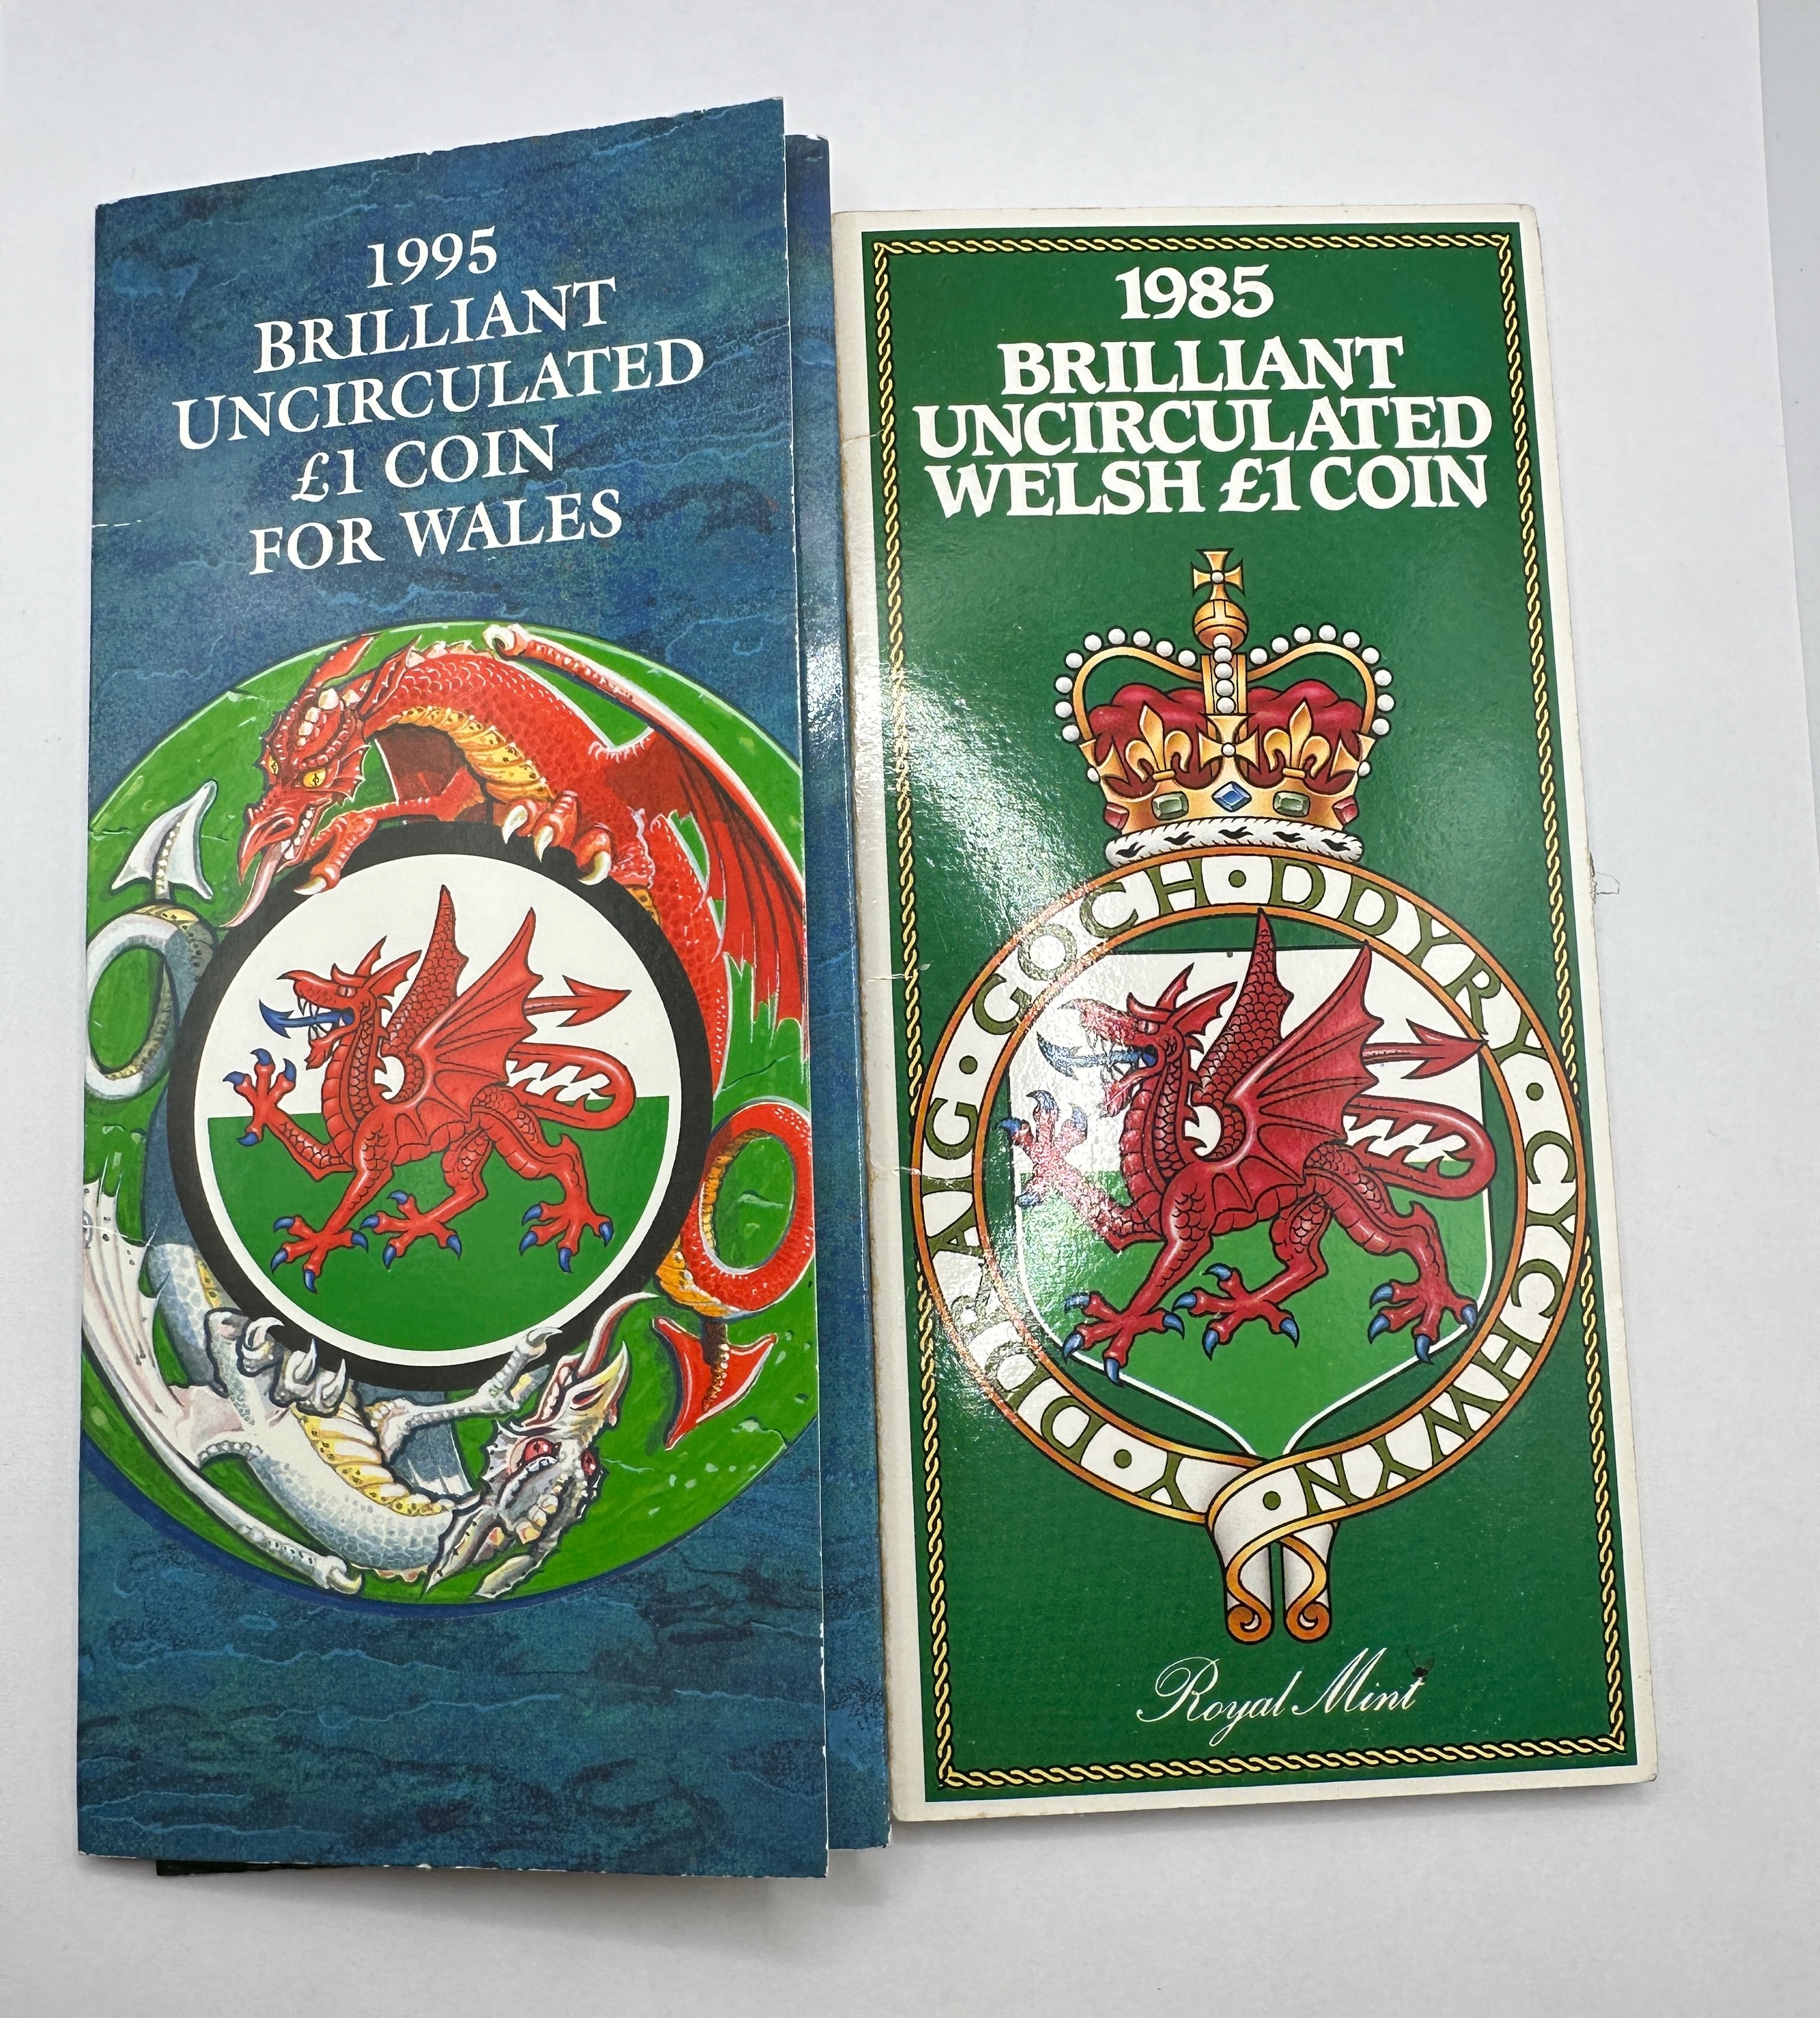 1995
BRILLIANT
UNCIRCULATED
£1 COIN
FOR WALES
1985
BRILLIANT
UNCIRCULATED
WELSH £1 COIN
Y · DDRAIG · GOCH · DDYRY · CYCHWYN ·
Royal Mint